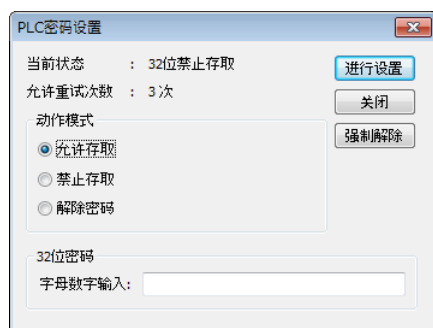 PLC密码设置
当前状态 : 32位禁止存取
进行设置
允许重试次数 : 3次
关闭
动作模式
强制解除
允许存取
禁止存取
解除密码
32位密码
字母数字输入: